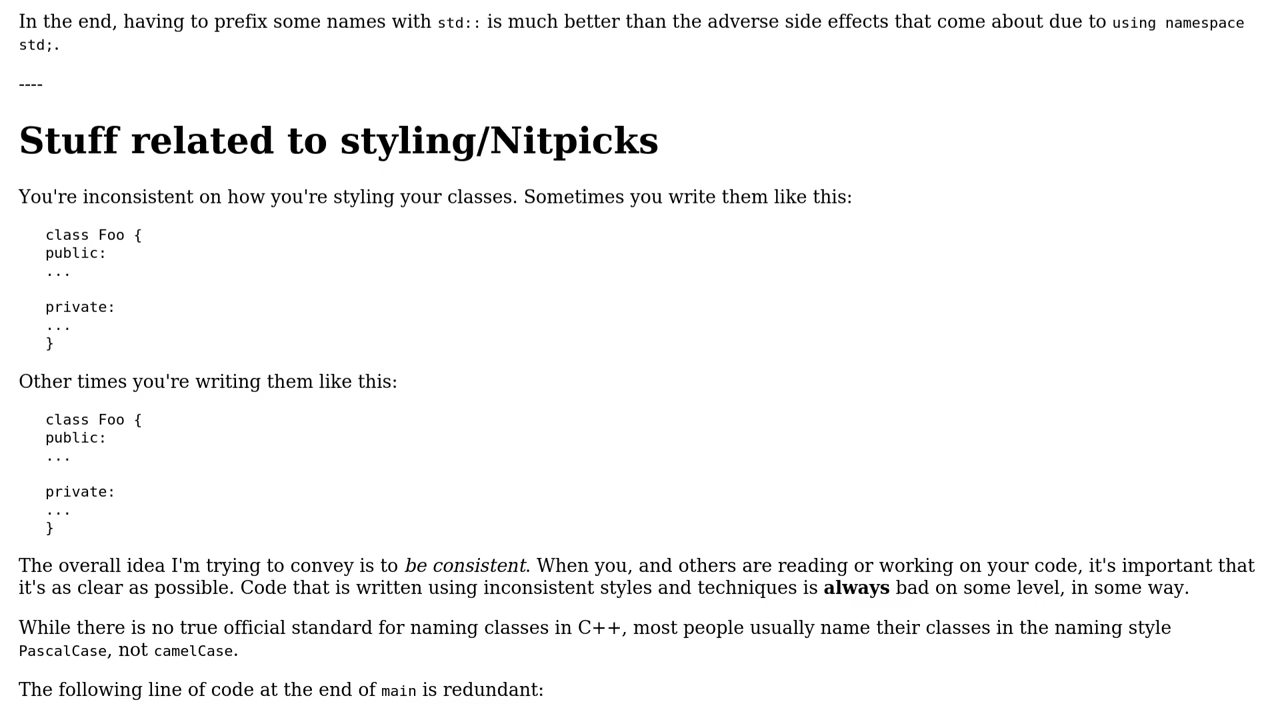 In the end, having to prefix some names with std:: is much better than the adverse side effects that come about due to using namespace
std;.
----
Stuff related to styling/Nitpicks
You're inconsistent on how you're styling your classes. Sometimes you write them like this:
class Foo {
public:
...
private:
...
}
Other times you're writing them like this:
class Foo {
public:
...
private:
...
}
The overall idea I'm trying to convey is to be consistent. When you, and others are reading or working on your code, it's important that
it's as clear as possible. Code that is written using inconsistent styles and techniques is always bad on some level, in some way.
While there is no true official standard for naming classes in C++, most people usually name their classes in the naming style
PascalCase, not camelCase.
The following line of code at the end of main is redundant: